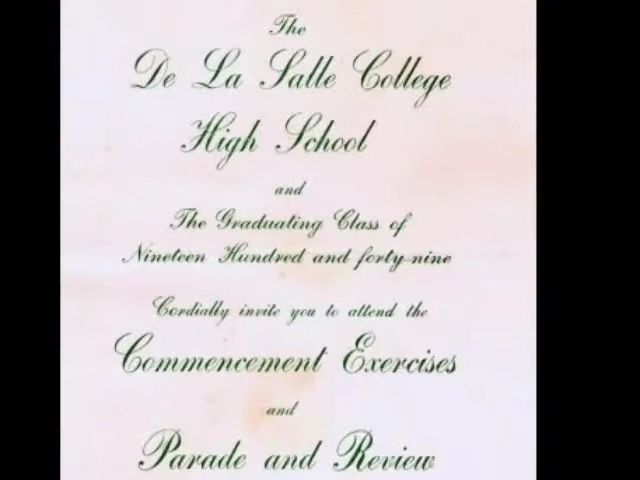 The
De La Salle College
High School
and
The Graduating Class of
Nineteen Hundred and forty-nine
Cordially invite you to attend the
Commencement Exercises
and
Parade and Review